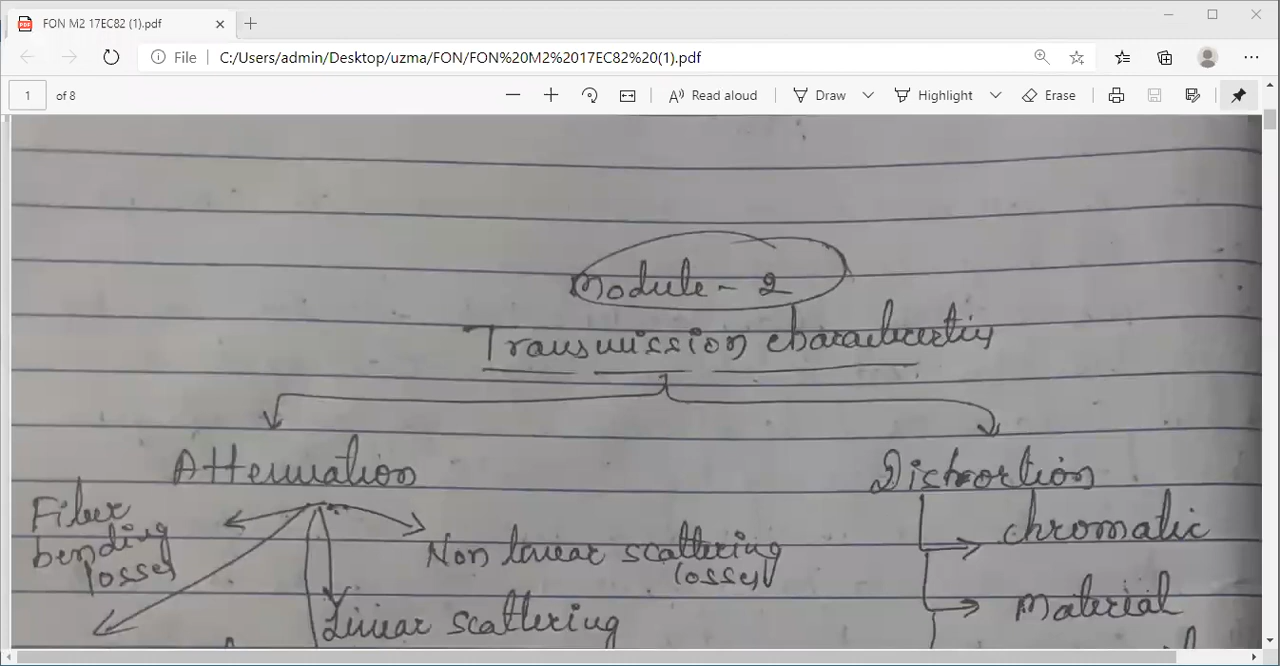 FON M2 17EC82 (1).pdf
File | C:/Users/admin/Desktop/uzma/FON/FON%20M2%2017EC82%20(1).pdf
1 of 8
Read aloud
Draw
Highlight
Erase
Module - 2
Transmission
Attenuation
Distortion
Fiber
bending
losses
Non linear scattering
losses
Linear scattering
chromatic
Material